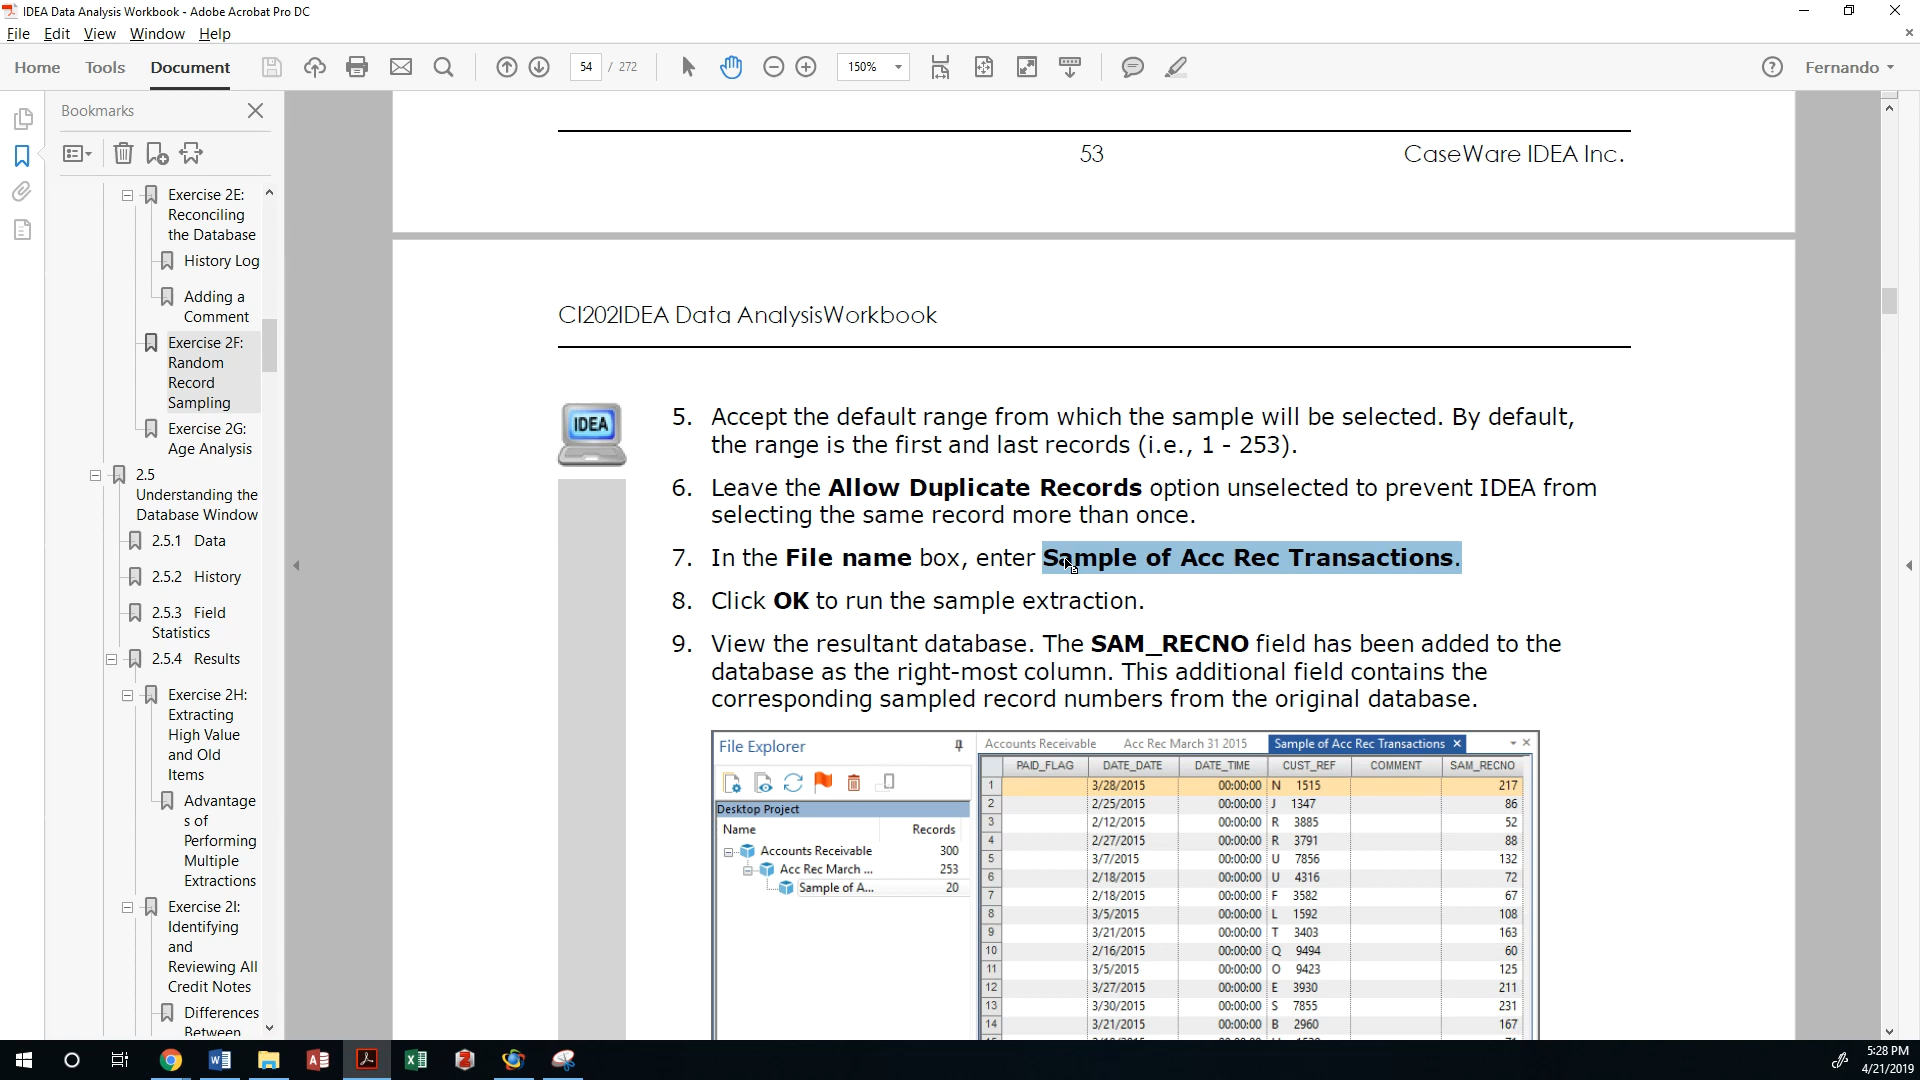 IDEA Data Analysis Workbook - Adobe Acrobat Pro DC
File Edit View Window Help
Home Tools Document 54 / 272 150% Fernando
Bookmarks
Exercise 2E:
Reconciling
the Database
History Log
Adding a
Comment
Exercise 2F:
Random
Record
Sampling
Exercise 2G:
Age Analysis
2.5
Understanding the
Database Window
2.5.1 Data
2.5.2 History
2.5.3 Field
Statistics
2.5.4 Results
Exercise 2H:
Extracting
High Value
and Old
Items
Advantage
s of
Performing
Multiple
Extractions
Exercise 2I:
Identifying
and
Reviewing All
Credit Notes
Differences
Between
53 CaseWare IDEA Inc.
CI202IDEA Data AnalysisWorkbook
IDEA
5. Accept the default range from which the sample will be selected. By default,
the range is the first and last records (i.e., 1 - 253).
6. Leave the Allow Duplicate Records option unselected to prevent IDEA from
selecting the same record more than once.
7. In the File name box, enter Sample of Acc Rec Transactions.
8. Click OK to run the sample extraction.
9. View the resultant database. The SAM_RECNO field has been added to the
database as the right-most column. This additional field contains the
corresponding sampled record numbers from the original database.
File Explorer
Desktop Project
Name Records
Accounts Receivable 300
Acc Rec March ... 253
Sample of A... 20
Accounts Receivable Acc Rec March 31 2015 Sample of Acc Rec Transactions
PAID_FLAG DATE_DATE DATE_TIME CUST_REF COMMENT SAM_RECNO
1 3/28/2015 00:00:00 N 1515 217
2 2/25/2015 00:00:00 J 1347 86
3 2/12/2015 00:00:00 R 3885 52
4 2/27/2015 00:00:00 R 3791 88
5 3/7/2015 00:00:00 U 7856 132
6 2/18/2015 00:00:00 U 4316 72
7 2/18/2015 00:00:00 F 3582 67
8 3/5/2015 00:00:00 L 1592 108
9 3/21/2015 00:00:00 T 3403 163
10 2/16/2015 00:00:00 Q 9494 60
11 3/5/2015 00:00:00 O 9423 125
12 3/27/2015 00:00:00 E 3930 211
13 3/30/2015 00:00:00 S 7855 231
14 3/21/2015 00:00:00 B 2960 167
5:28 PM
4/21/2019